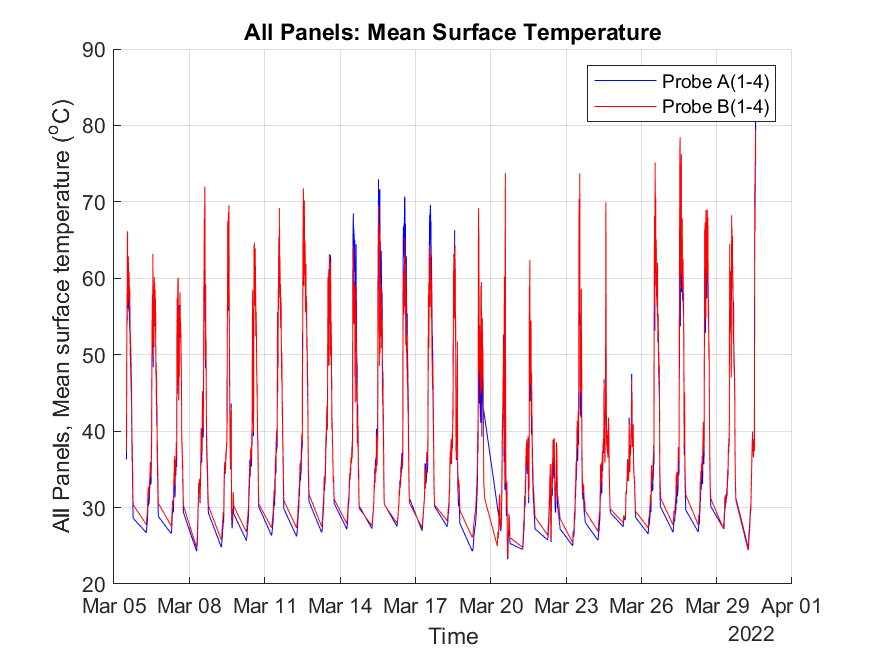 All Panels: Mean Surface Temperature
All Panels, Mean surface temperature (°C)
90
80
70
60
50
40
30
20
Probe A(1-4)
Probe B(1-4)
Mar 05 Mar 08 Mar 11 Mar 14 Mar 17 Mar 20 Mar 23 Mar 26 Mar 29 Apr 01
Time
2022